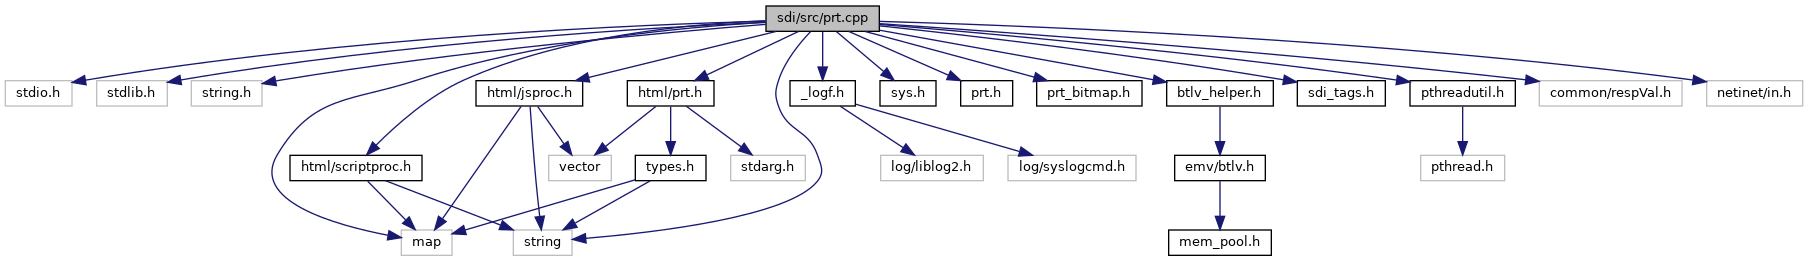 sdi/src/prt.cpp
stdio.h
stdlib.h
string.h
html/jsproc.h
html/prt.h
_logf.h
sys.h
prt.h
prt_bitmap.h
btlv_helper.h
sdi_tags.h
pthreadutil.h
common/respVal.h
netinet/in.h
html/scriptproc.h
vector
types.h
stdarg.h
log/liblog2.h
log/syslogcmd.h
emv/btlv.h
pthread.h
map
string
mem_pool.h